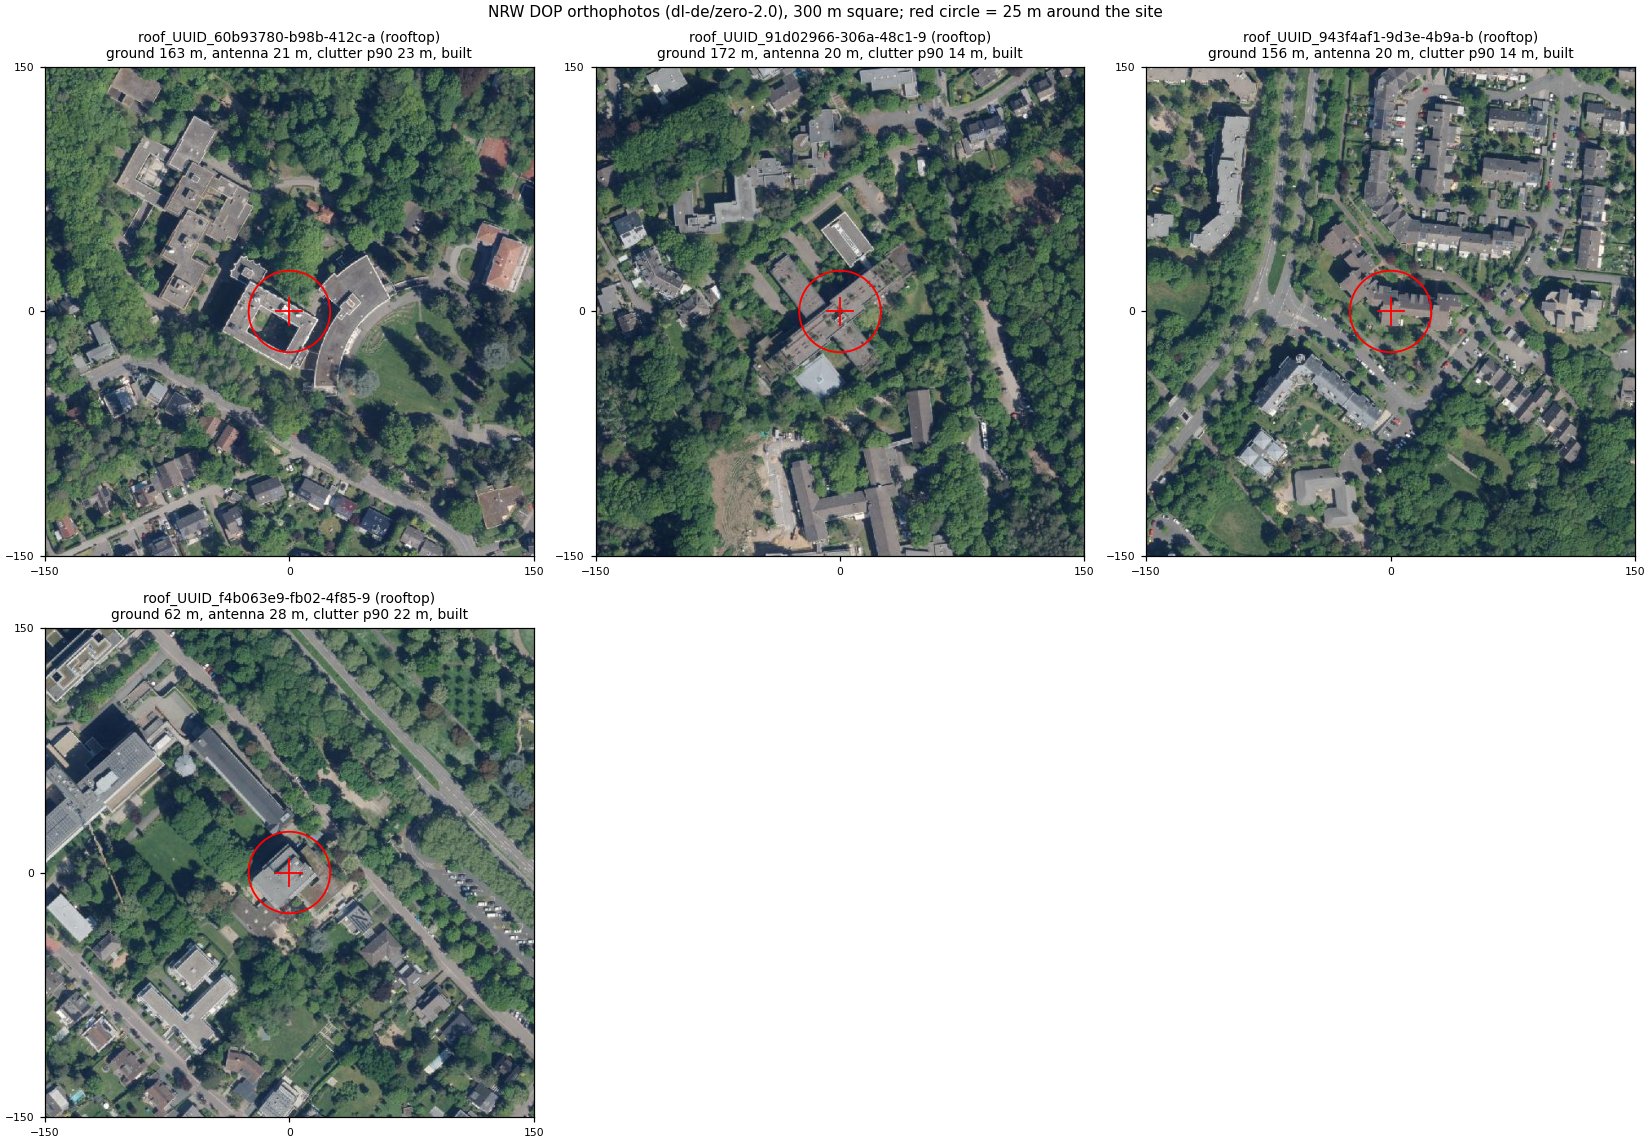 NRW DOP orthophotos (dl-de/zero-2.0), 300 m square; red circle = 25 m around the site
roof_UUID_60b93780-b98b-412c-a (rooftop)
ground 163 m, antenna 21 m, clutter p90 23 m, built
150
0
−150
−150
0
150
roof_UUID_91d02966-306a-48c1-9 (rooftop)
ground 172 m, antenna 20 m, clutter p90 14 m, built
150
0
−150
−150
0
150
roof_UUID_943f4af1-9d3e-4b9a-b (rooftop)
ground 156 m, antenna 20 m, clutter p90 14 m, built
150
0
−150
−150
0
150
roof_UUID_f4b063e9-fb02-4f85-9 (rooftop)
ground 62 m, antenna 28 m, clutter p90 22 m, built
150
0
−150
−150
0
150